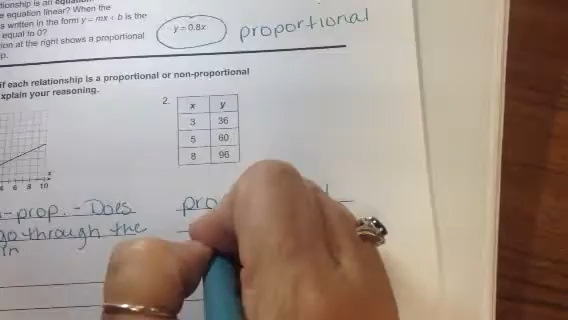 tionship is an equation
e equation linear? When the
s written in the form y = mx + b is the
equal to 0?
ion at the right shows a proportional
p.
y = 0.8x
proportional
if each relationship is a proportional or non-proportional
xplain your reasoning.
2.
x y
3 36
5 60
8 96
x
6 8 10
-prop. - Does
pro
go through the
in